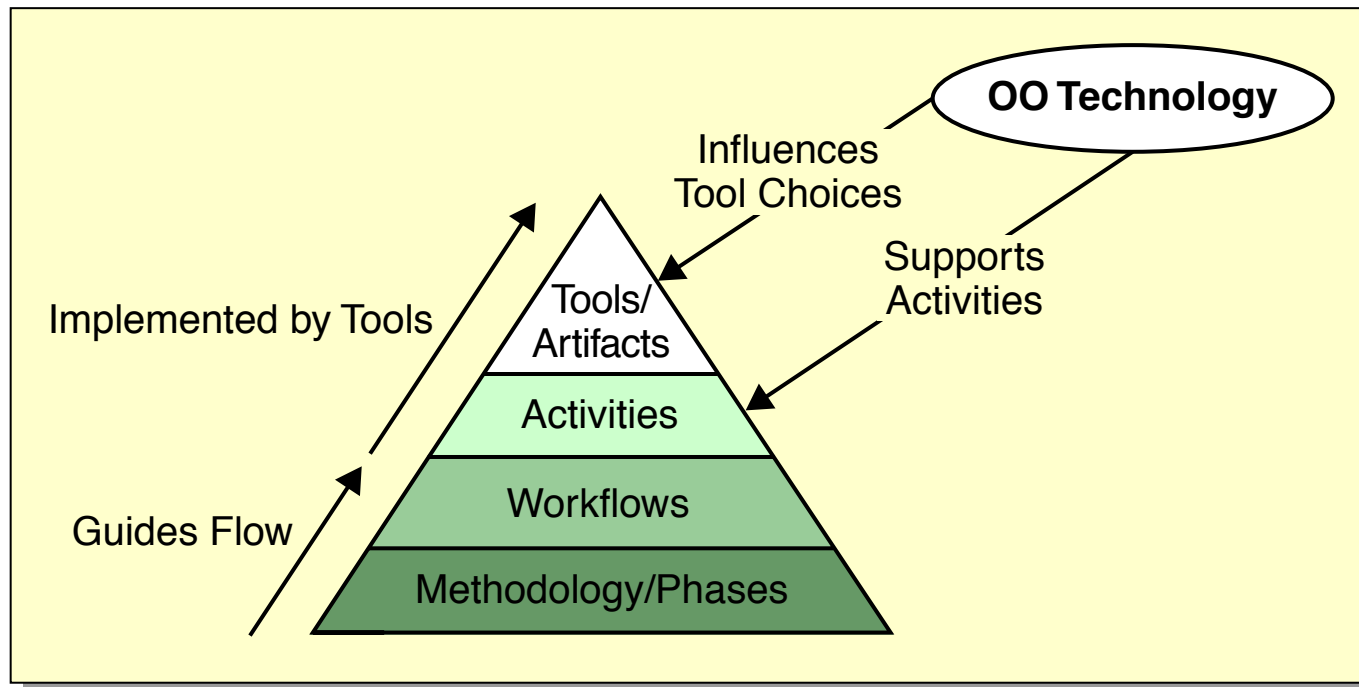 OO Technology
Influences
Tool Choices
Supports
Activities
Tools/
Artifacts
Implemented by Tools
Activities
Workflows
Guides Flow
Methodology/Phases